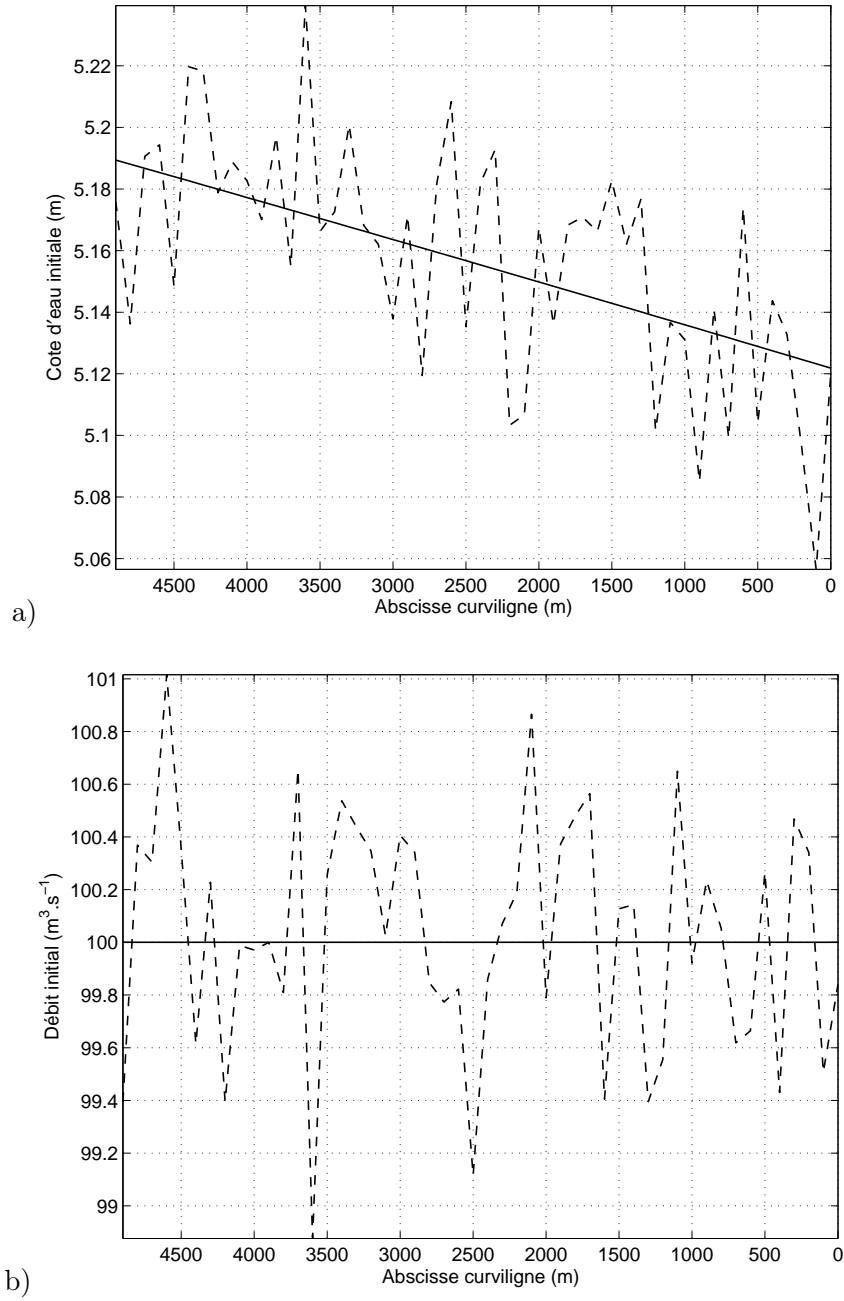 5.22
5.2
5.18
5.16
5.14
5.12
5.1
5.08
5.06
Cote d'eau initiale (m)
4500 4000 3500 3000 2500 2000 1500 1000 500 0
Abscisse curviligne (m)
a)
101
100.8
100.6
100.4
100.2
100
99.8
99.6
99.4
99.2
99
Débit initial (m³.s⁻¹)
4500 4000 3500 3000 2500 2000 1500 1000 500 0
Abscisse curviligne (m)
b)